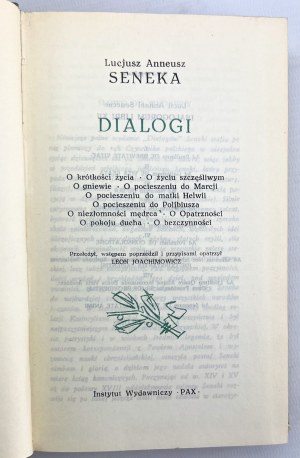 Lucjusz Anneusz
SENEKA
DIALOGI
O krótkości życia · O życiu szczęśliwym
O gniewie · O pocieszeniu do Marcji
O pocieszeniu do matki Helwii
O pocieszeniu do Polibiusza
O niezłomności mędrca · O Opatrzności
O pokoju ducha · O bezczynności
Przełożył, wstępem poprzedził i przypisami opatrzył
LEON JOACHIMOWICZ
Instytut Wydawniczy · PAX ·